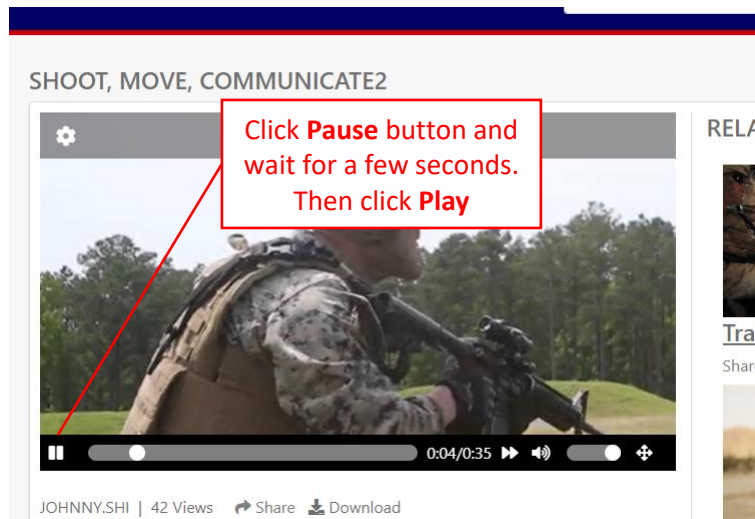 SHOOT, MOVE, COMMUNICATE2
Click Pause button and
wait for a few seconds.
Then click Play
0:04/0:35
JOHNNY.SHI | 42 Views Share Download
RELA
Tra
Shar